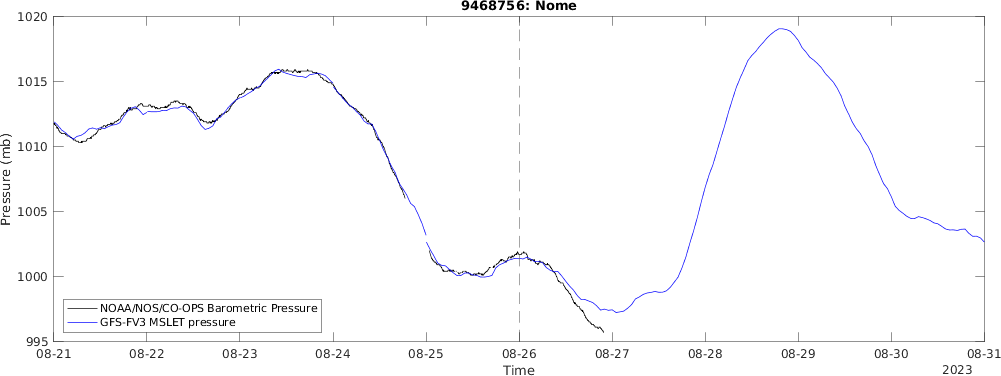 9468756: Nome
1020
1015
1010
1005
1000
995
Pressure (mb)
NOAA/NOS/CO-OPS Barometric Pressure
GFS-FV3 MSLET pressure
08-21 08-22 08-23 08-24 08-25 08-26 08-27 08-28 08-29 08-30 08-31
Time
2023